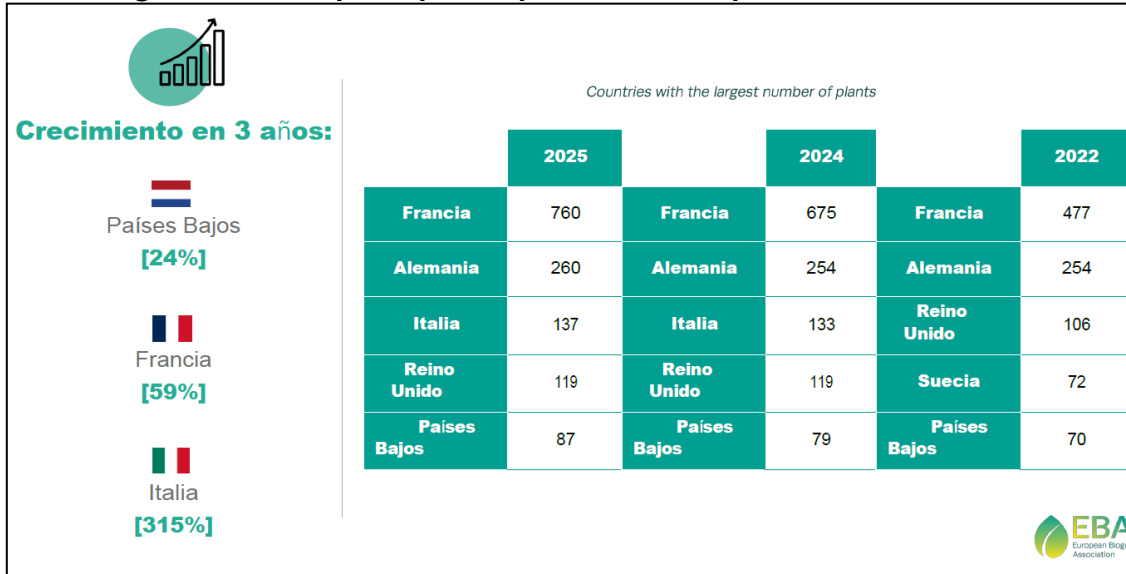 Crecimiento en 3 años:
Países Bajos
[24%]
Francia
[59%]
Italia
[315%]
Countries with the largest number of plants
2025 2024 2022
Francia 760 Francia 675 Francia 477
Alemania 260 Alemania 254 Alemania 254
Italia 137 Italia 133 Reino Unido 106
Reino Unido 119 Reino Unido 119 Suecia 72
Países Bajos 87 Países Bajos 79 Países Bajos 70
EBA
European
Association